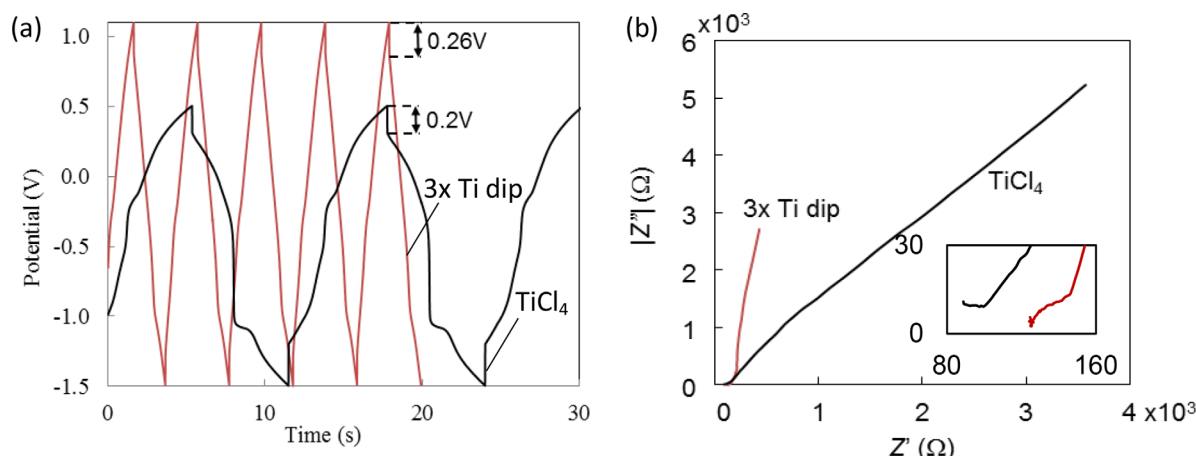 (a)
1.0
0.5
0.0
-0.5
-1.0
-1.5
Potential (V)
0.26V
0.2V
3x Ti dip
TiCl4
0 10 20 30
Time (s)
(b)
x10³
6
5
4
3
2
1
0
|Z"| (Ω)
3x Ti dip
TiCl₄
30
0
80 160
0 1 2 3 4 x10³
Z' (Ω)